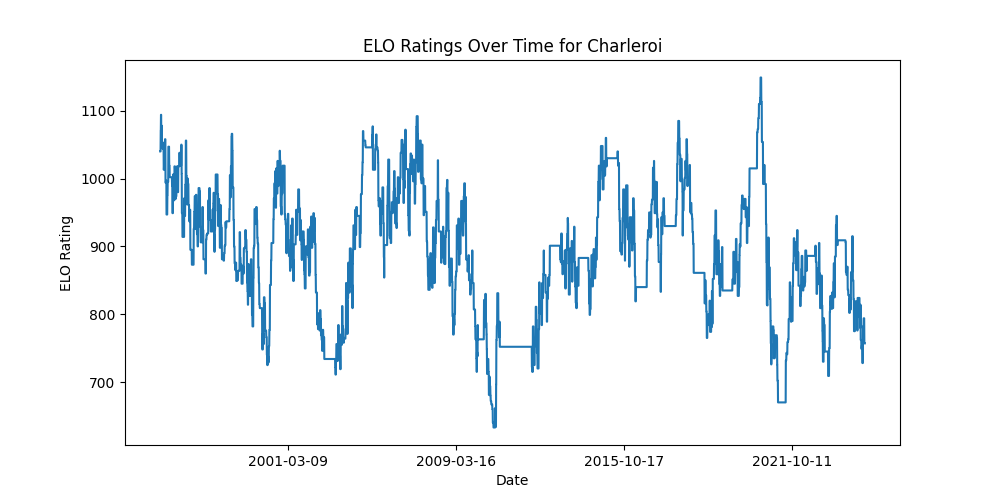 ELO Ratings Over Time for Charleroi
ELO Rating
1100
1000
900
800
700
2001-03-09 2009-03-16 2015-10-17 2021-10-11
Date